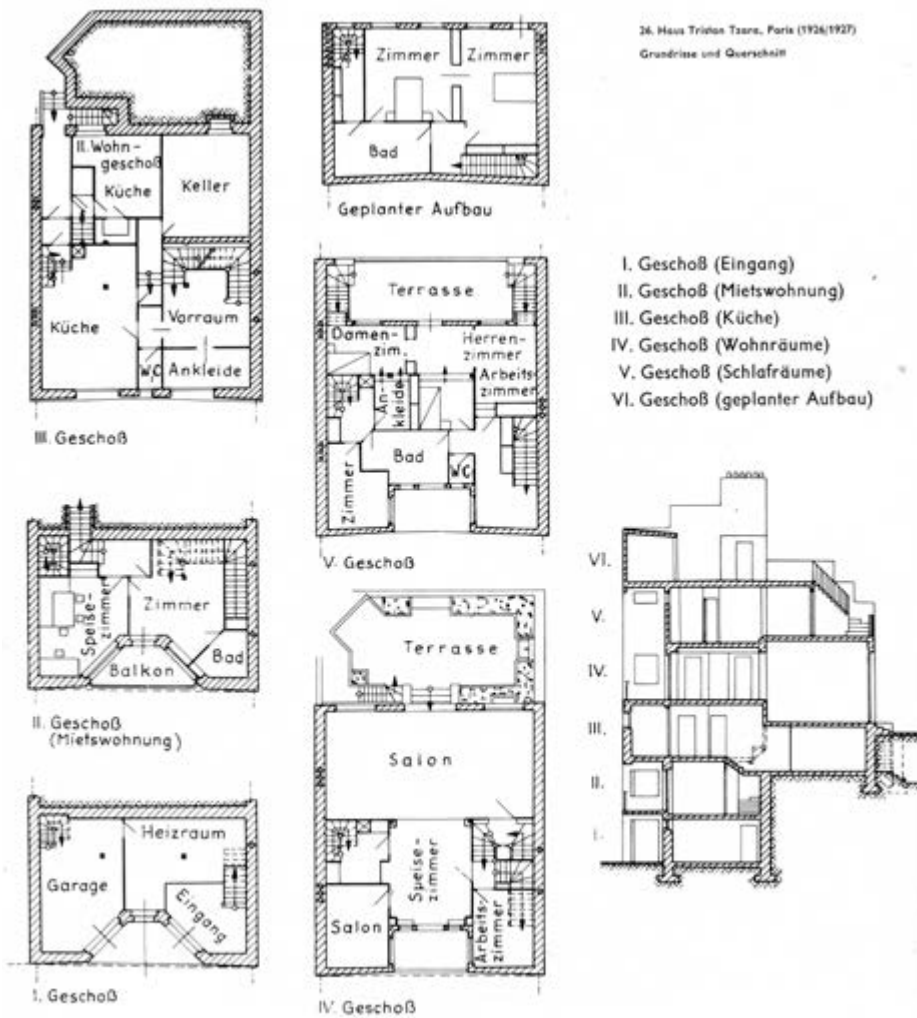 26. Haus Tristan Tzara, Paris (1926/1927)
Grundrisse und Querschnitt
II. Wohn-
geschoß
Küche
Keller
Küche
Vorraum
WC
Ankleide
III. Geschoß
Zimmer
Zimmer
Bad
Geplanter Aufbau
I. Geschoß (Eingang)
II. Geschoß (Mietswohnung)
III. Geschoß (Küche)
IV. Geschoß (Wohnräume)
V. Geschoß (Schlafräume)
VI. Geschoß (geplanter Aufbau)
Terrasse
Damen-
zim.
Herren-
zimmer
Arbeits-
zimmer
An-
kleide
Bad
WC
Zimmer
V. Geschoß
Speise-
zimmer
Zimmer
Balkon
Bad
II. Geschoß
(Mietswohnung)
Terrasse
Salon
Speise-
zimmer
Salon
Arbeits-
zimmer
IV. Geschoß
Heizraum
Garage
Eingang
I. Geschoß
VI.
V.
IV.
III.
II.
I.